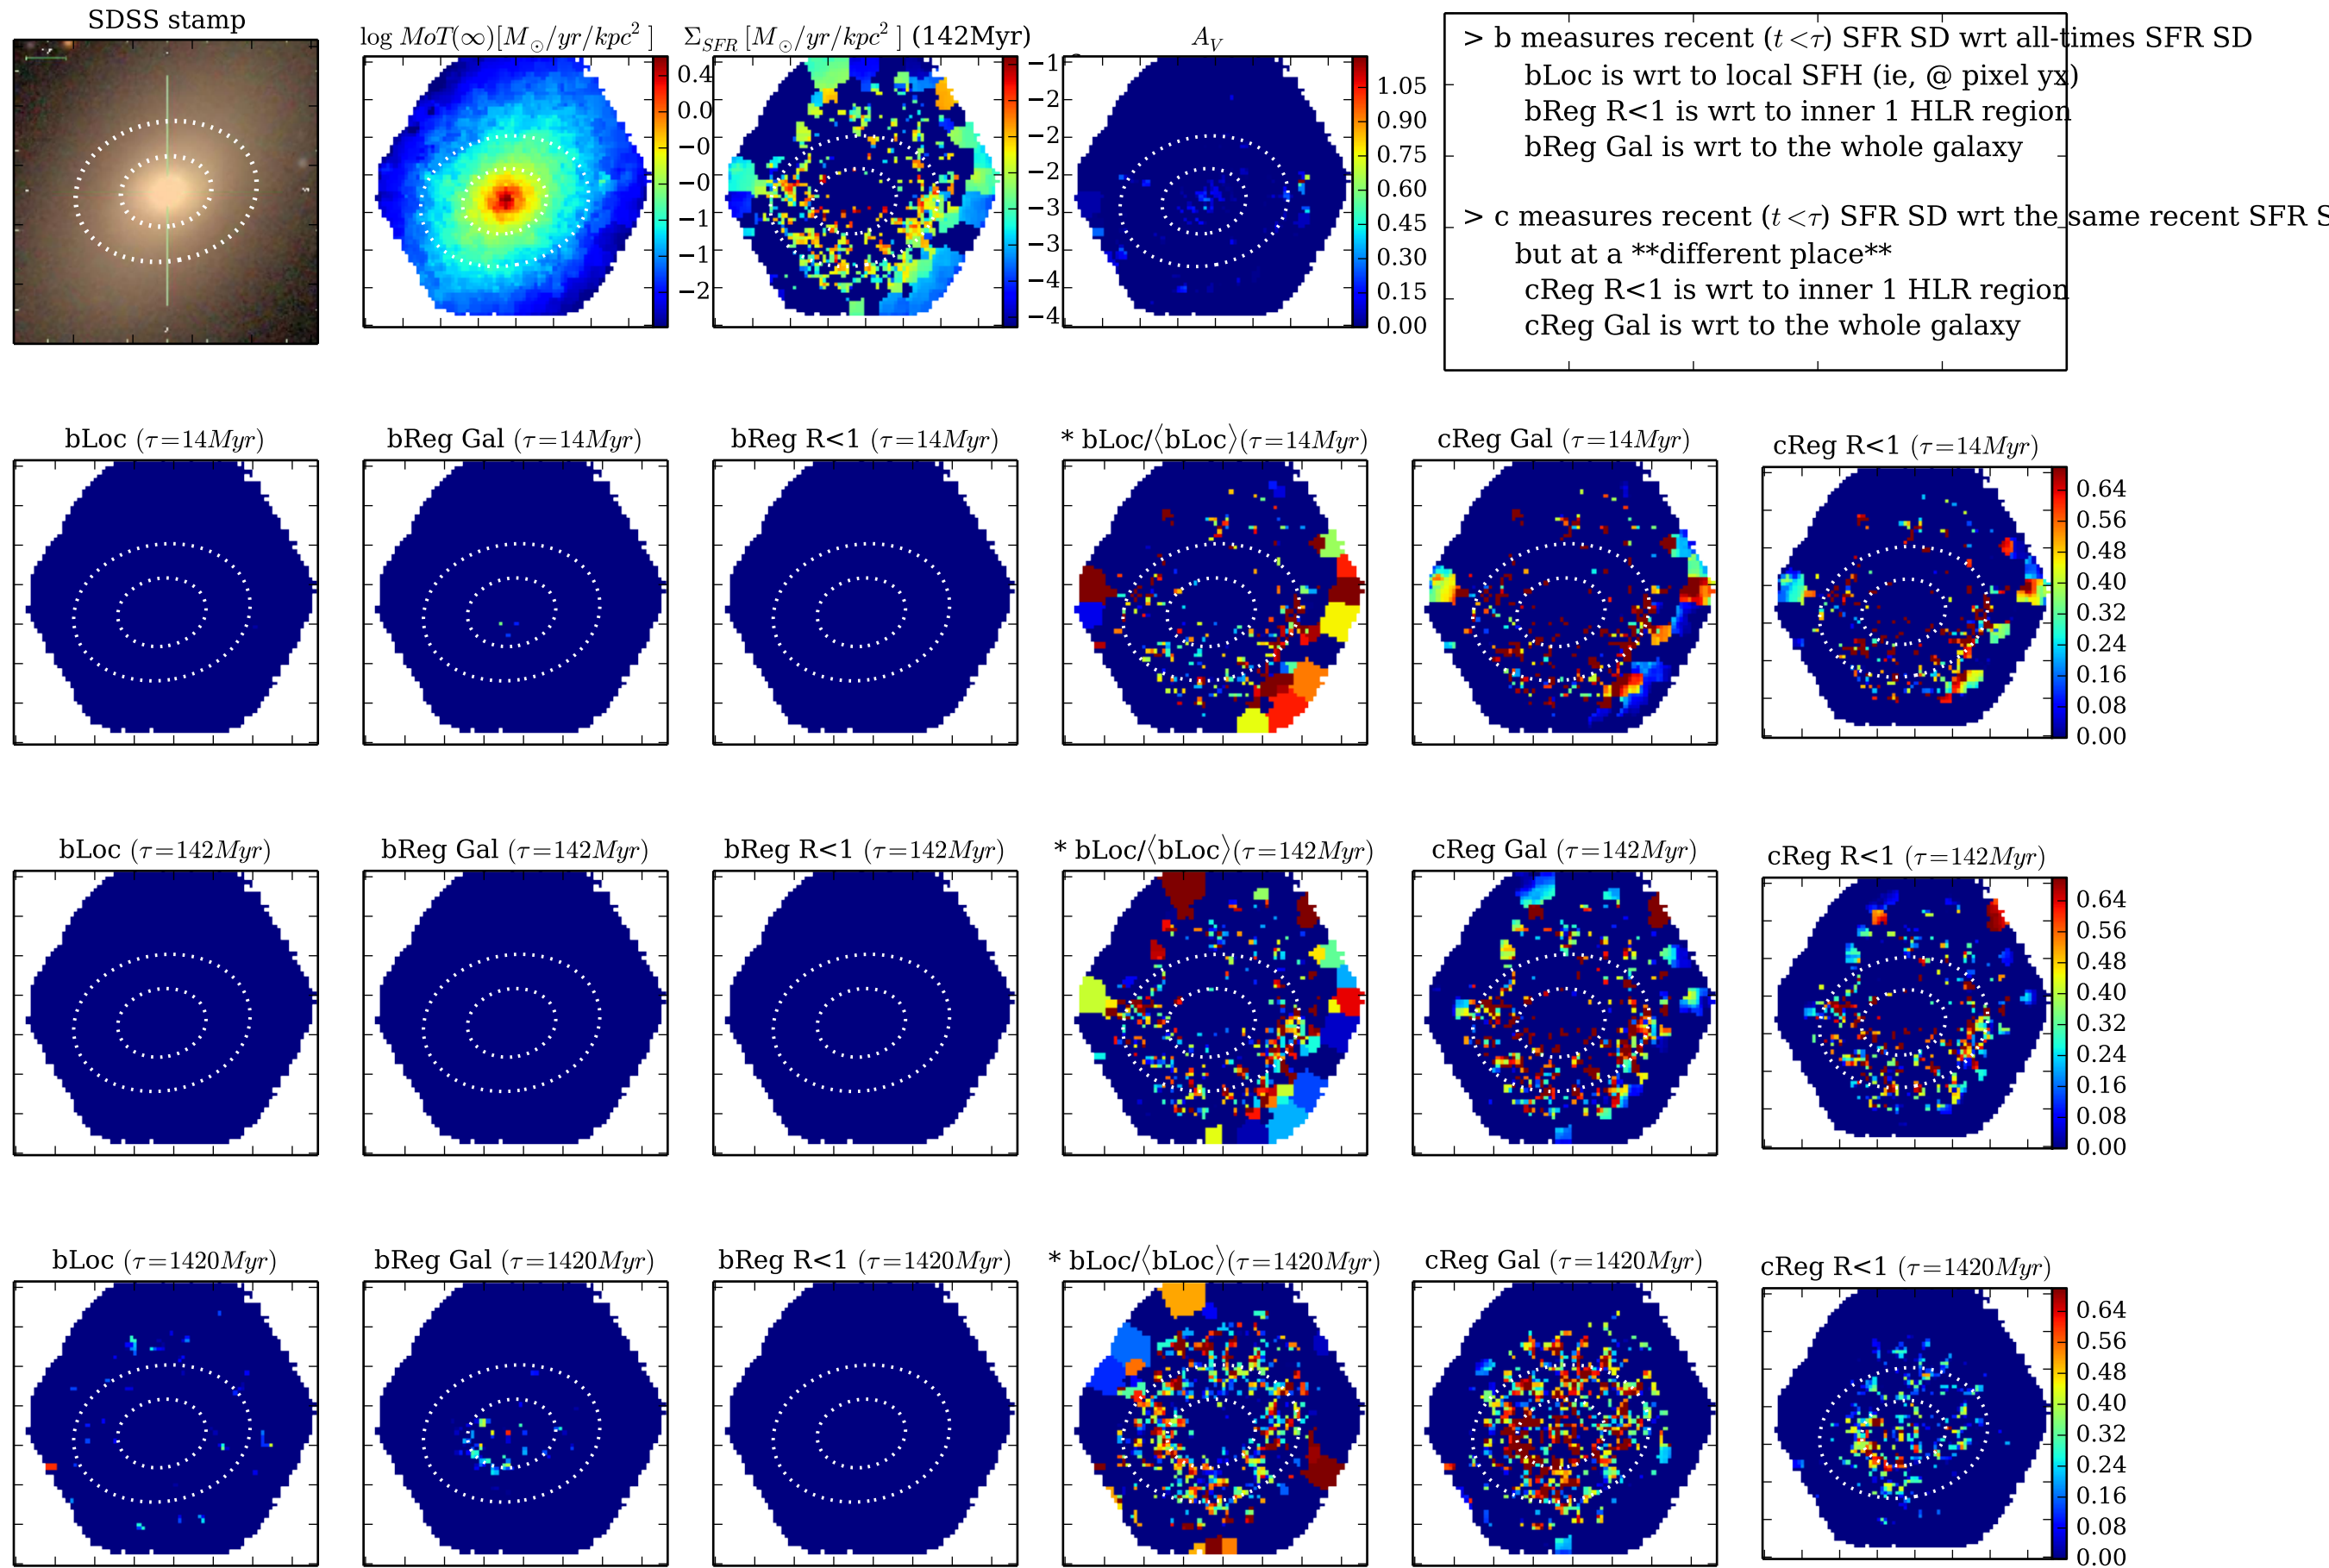 SDSS stamp
log MoT(∞)[M⊙/yr/kpc² ]
Σ_SFR [M⊙/yr/kpc² ] (142Myr)
A_V
0.4
0.0
−0
−0
−1
−1
−2
−1
−2
−2
−2
−3
−3
−4
−4
1.05
0.90
0.75
0.60
0.45
0.30
0.15
0.00
> b measures recent (t<τ) SFR SD wrt all-times SFR SD
bLoc is wrt to local SFH (ie, @ pixel yx)
bReg R<1 is wrt to inner 1 HLR region
bReg Gal is wrt to the whole galaxy
> c measures recent (t<τ) SFR SD wrt the same recent SFR S
but at a **different place**
cReg R<1 is wrt to inner 1 HLR region
cReg Gal is wrt to the whole galaxy
bLoc (τ=14Myr)
bReg Gal (τ=14Myr)
bReg R<1 (τ=14Myr)
* bLoc/⟨bLoc⟩(τ=14Myr)
cReg Gal (τ=14Myr)
cReg R<1 (τ=14Myr)
0.64
0.56
0.48
0.40
0.32
0.24
0.16
0.08
0.00
bLoc (τ=142Myr)
bReg Gal (τ=142Myr)
bReg R<1 (τ=142Myr)
* bLoc/⟨bLoc⟩(τ=142Myr)
cReg Gal (τ=142Myr)
cReg R<1 (τ=142Myr)
0.64
0.56
0.48
0.40
0.32
0.24
0.16
0.08
0.00
bLoc (τ=1420Myr)
bReg Gal (τ=1420Myr)
bReg R<1 (τ=1420Myr)
* bLoc/⟨bLoc⟩(τ=1420Myr)
cReg Gal (τ=1420Myr)
cReg R<1 (τ=1420Myr)
0.64
0.56
0.48
0.40
0.32
0.24
0.16
0.08
0.00